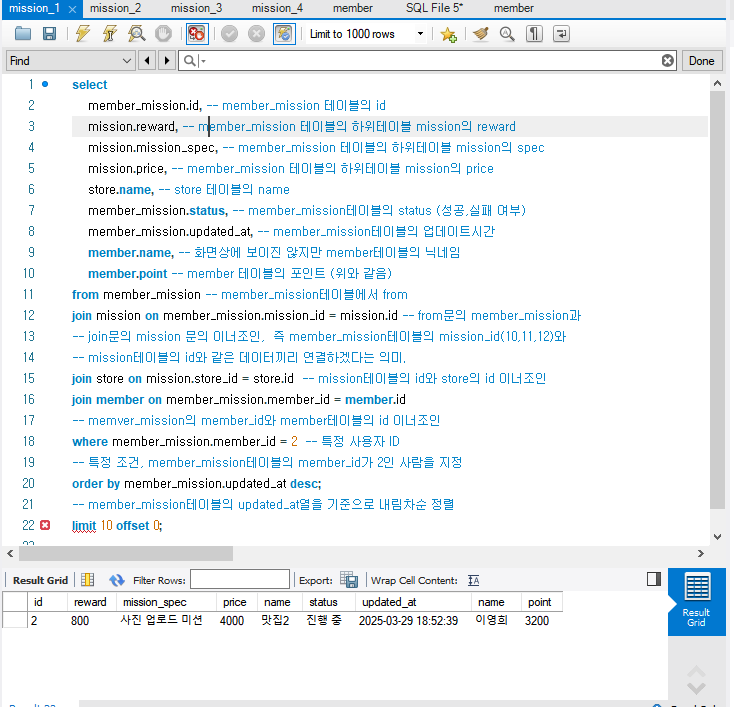 mission_1 × mission_2 mission_3 mission_4 member SQL File 5* member
Limit to 1000 rows
Find Done
1 select
2 member_mission.id, -- member_mission 테이블의 id
3 mission.reward, -- member_mission 테이블의 하위테이블 mission의 reward
4 mission.mission_spec, -- member_mission 테이블의 하위테이블 mission의 spec
5 mission.price, -- member_mission 테이블의 하위테이블 mission의 price
6 store.name, -- store 테이블의 name
7 member_mission.status, -- member_mission테이블의 status (성공,실패 여부)
8 member_mission.updated_at, -- member_mission테이블의 업데이트시간
9 member.name, -- 화면상에 보이진 않지만 member테이블의 닉네임
10 member.point -- member 테이블의 포인트 (위와 같음)
11 from member_mission -- member_mission테이블에서 from
12 join mission on member_mission.mission_id = mission.id -- from문의 member_mission과
13 -- join문의 mission 문의 이너조인, 즉 member_mission테이블의 mission_id(10,11,12)와
14 -- mission테이블의 id와 같은 데이터끼리 연결하겠다는 의미.
15 join store on mission.store_id = store.id -- mission테이블의 id와 store의 id 이너조인
16 join member on member_mission.member_id = member.id
17 -- memver_mission의 member_id와 member테이블의 id 이너조인
18 where member_mission.member_id = 2 -- 특정 사용자 ID
19 -- 특정 조건, member_mission테이블의 member_id가 2인 사람을 지정
20 order by member_mission.updated_at desc;
21 -- member_mission테이블의 updated_at열을 기준으로 내림차순 정렬
22 limit 10 offset 0;
Result Grid Filter Rows: Export: Wrap Cell Content: IA
id reward mission_spec price name status updated_at name point
2 800 사진 업로드 미션 4000 맛집2 진행 중 2025-03-29 18:52:39 이영희 3200
Result
Grid